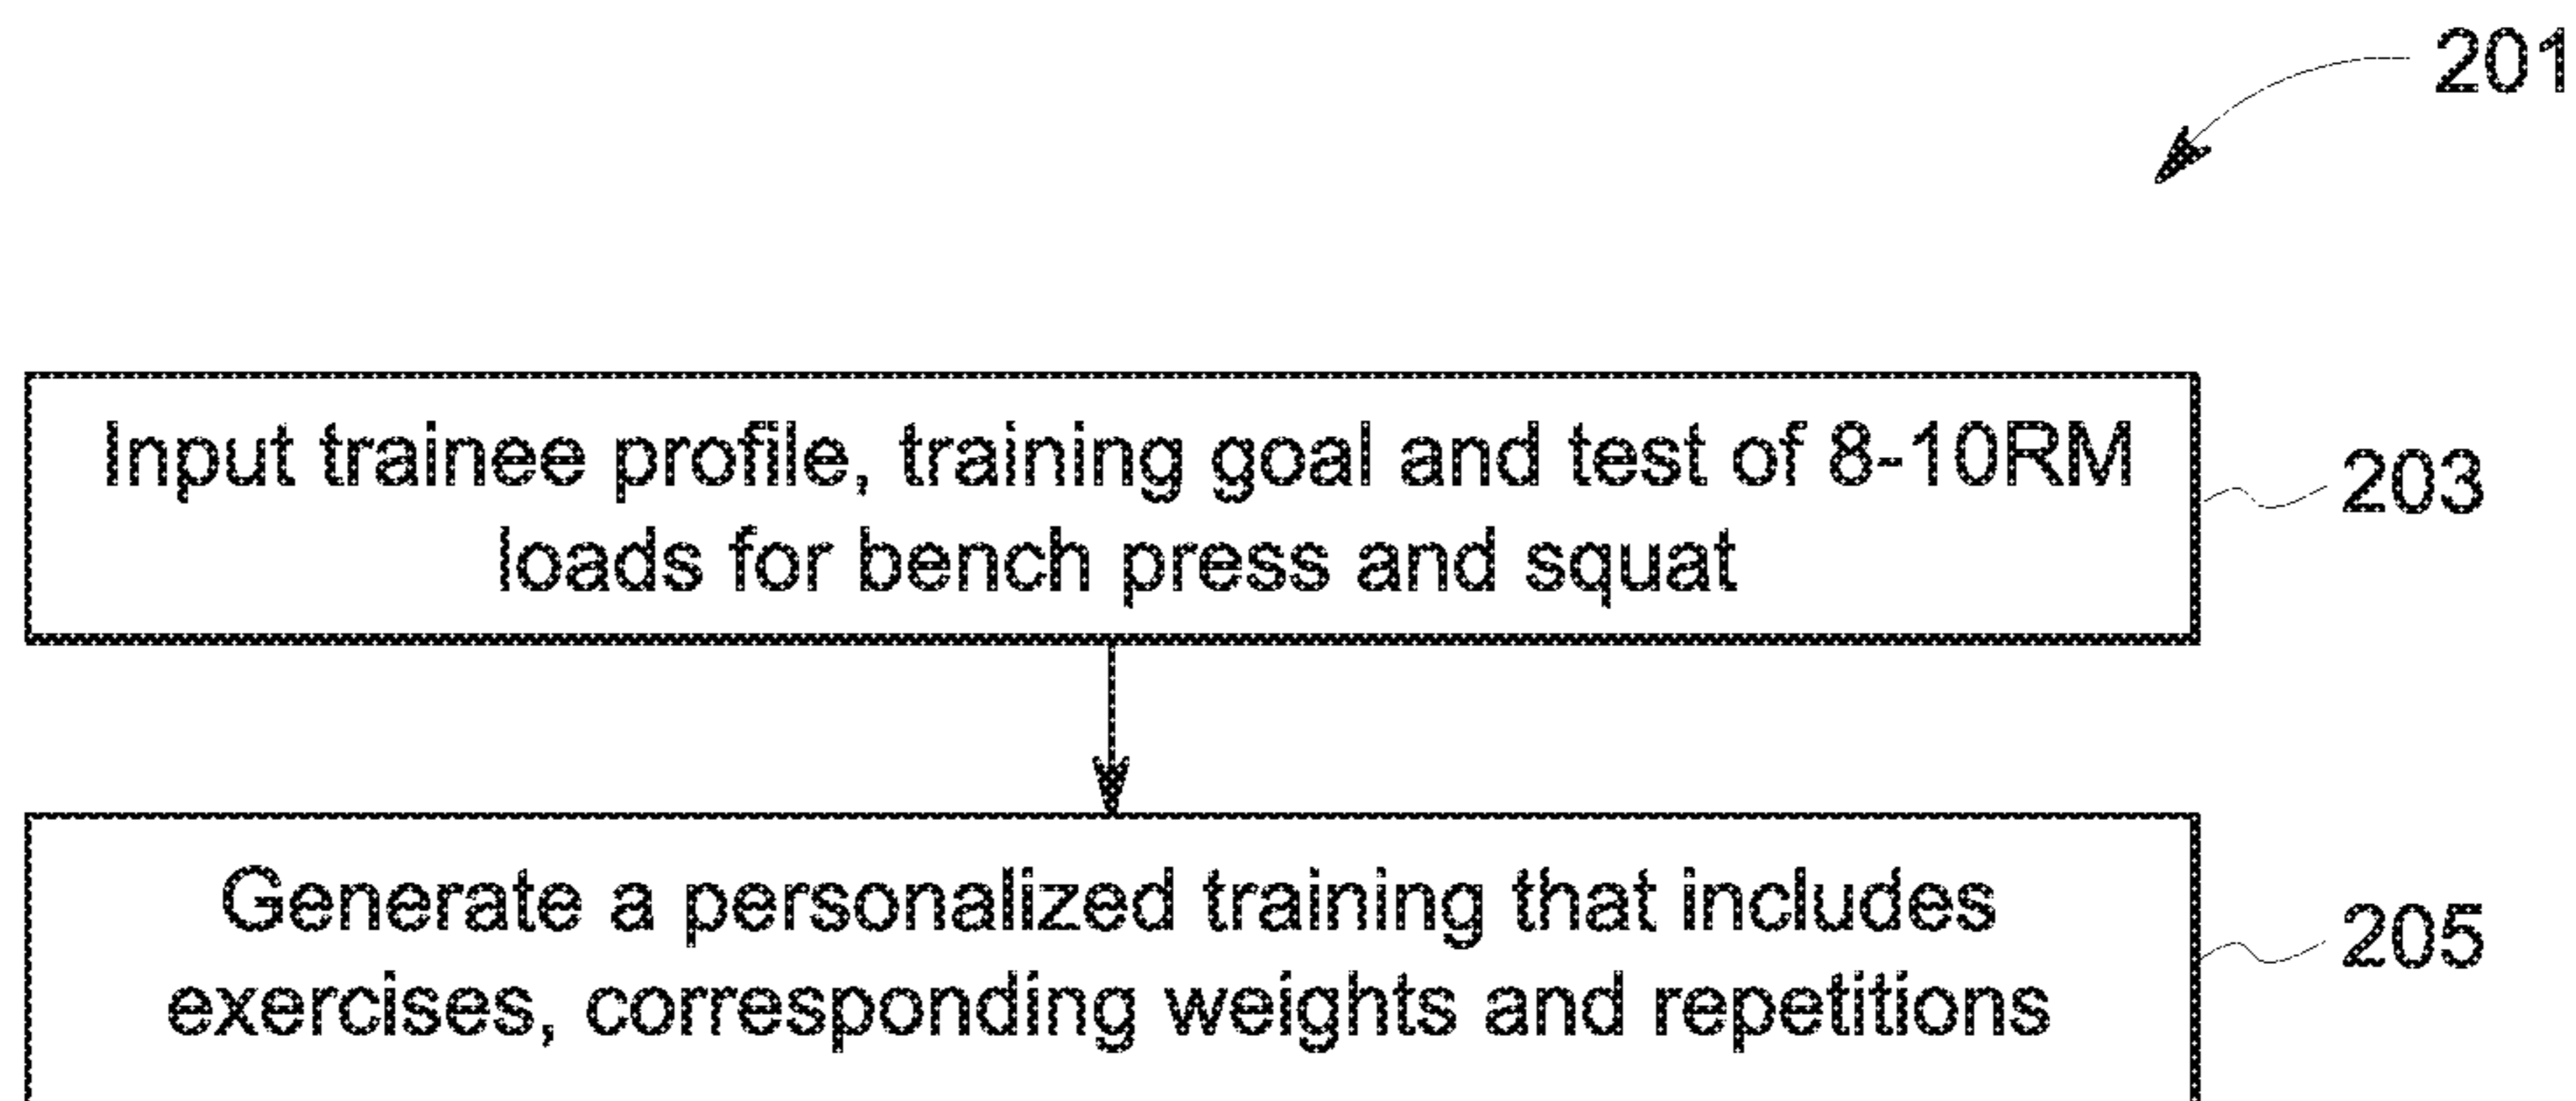 201
Input trainee profile, training goal and test of 8-10RM
loads for bench press and squat
203
Generate a personalized training that includes
exercises, corresponding weights and repetitions
205